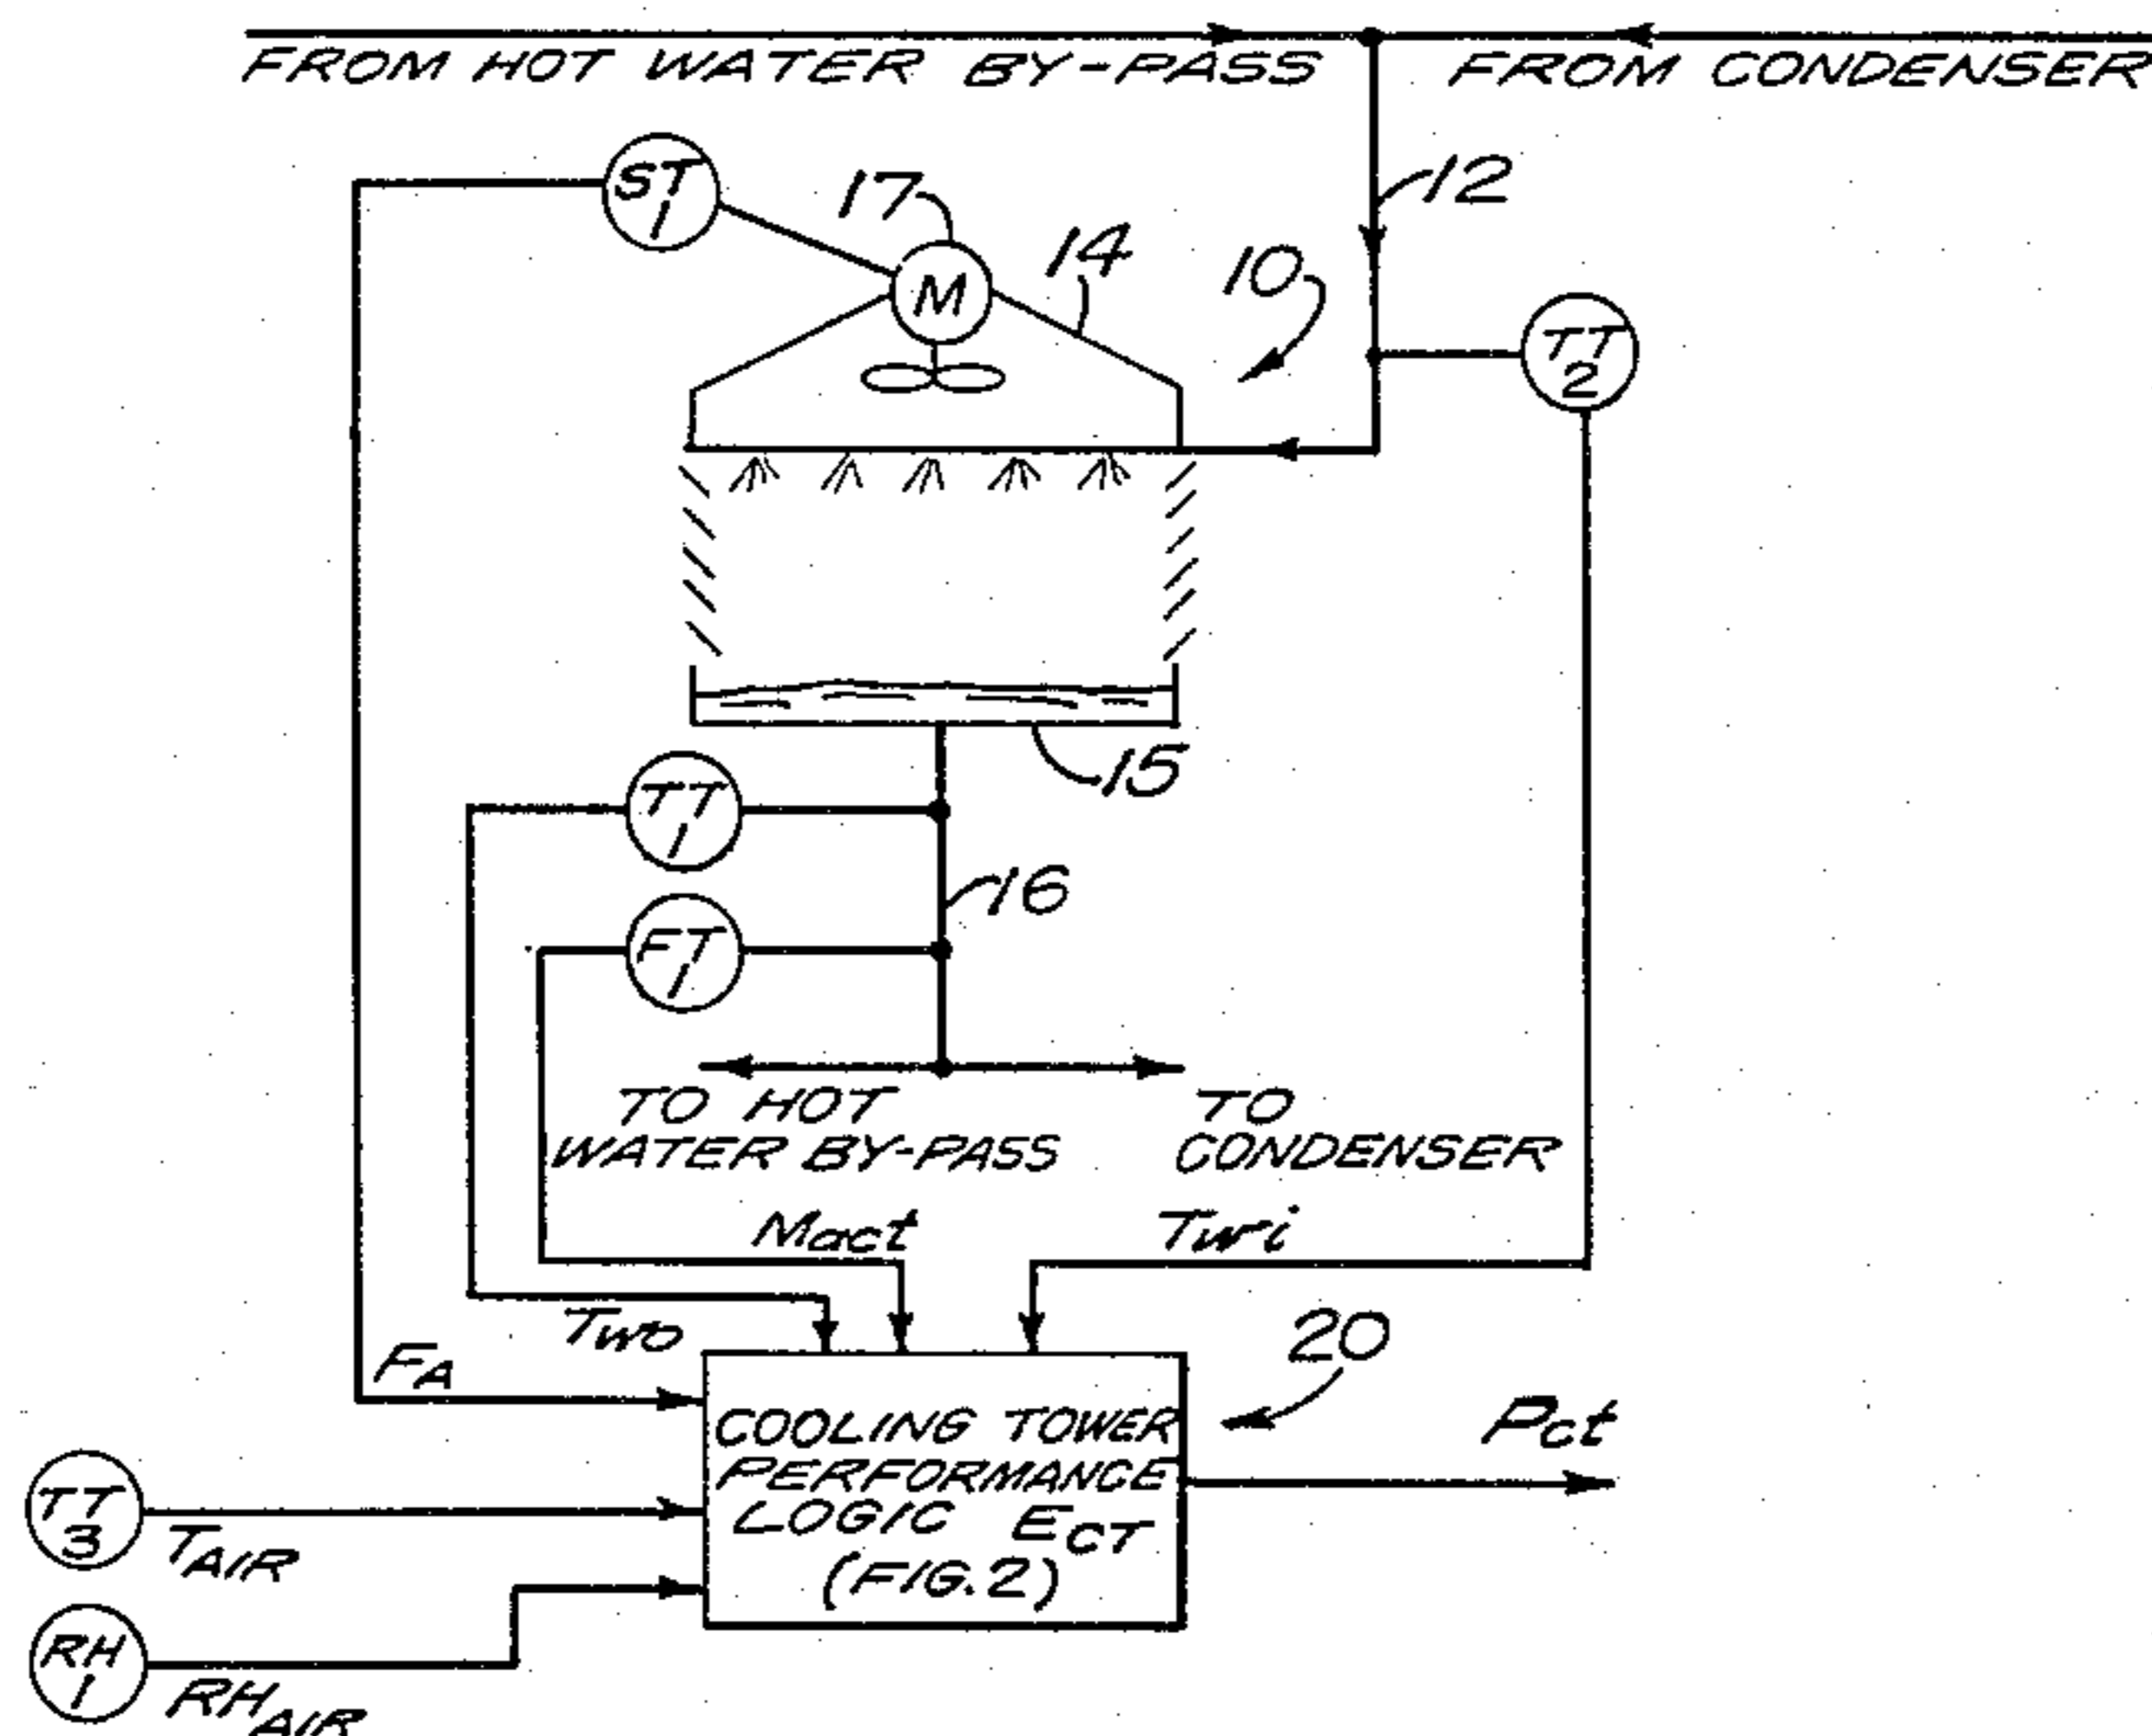 FROM HOT WATER BY-PASS
FROM CONDENSER
ST
1
17
14
10
12
M
TT
2
15
TT
1
16
FT
1
TO HOT
WATER BY-PASS
TO
CONDENSER
Mact
Twi
Two
20
FA
COOLING TOWER
PERFORMANCE
LOGIC ECT
(FIG. 2)
Pct
TT
3
TAIR
RH
1
RHAIR